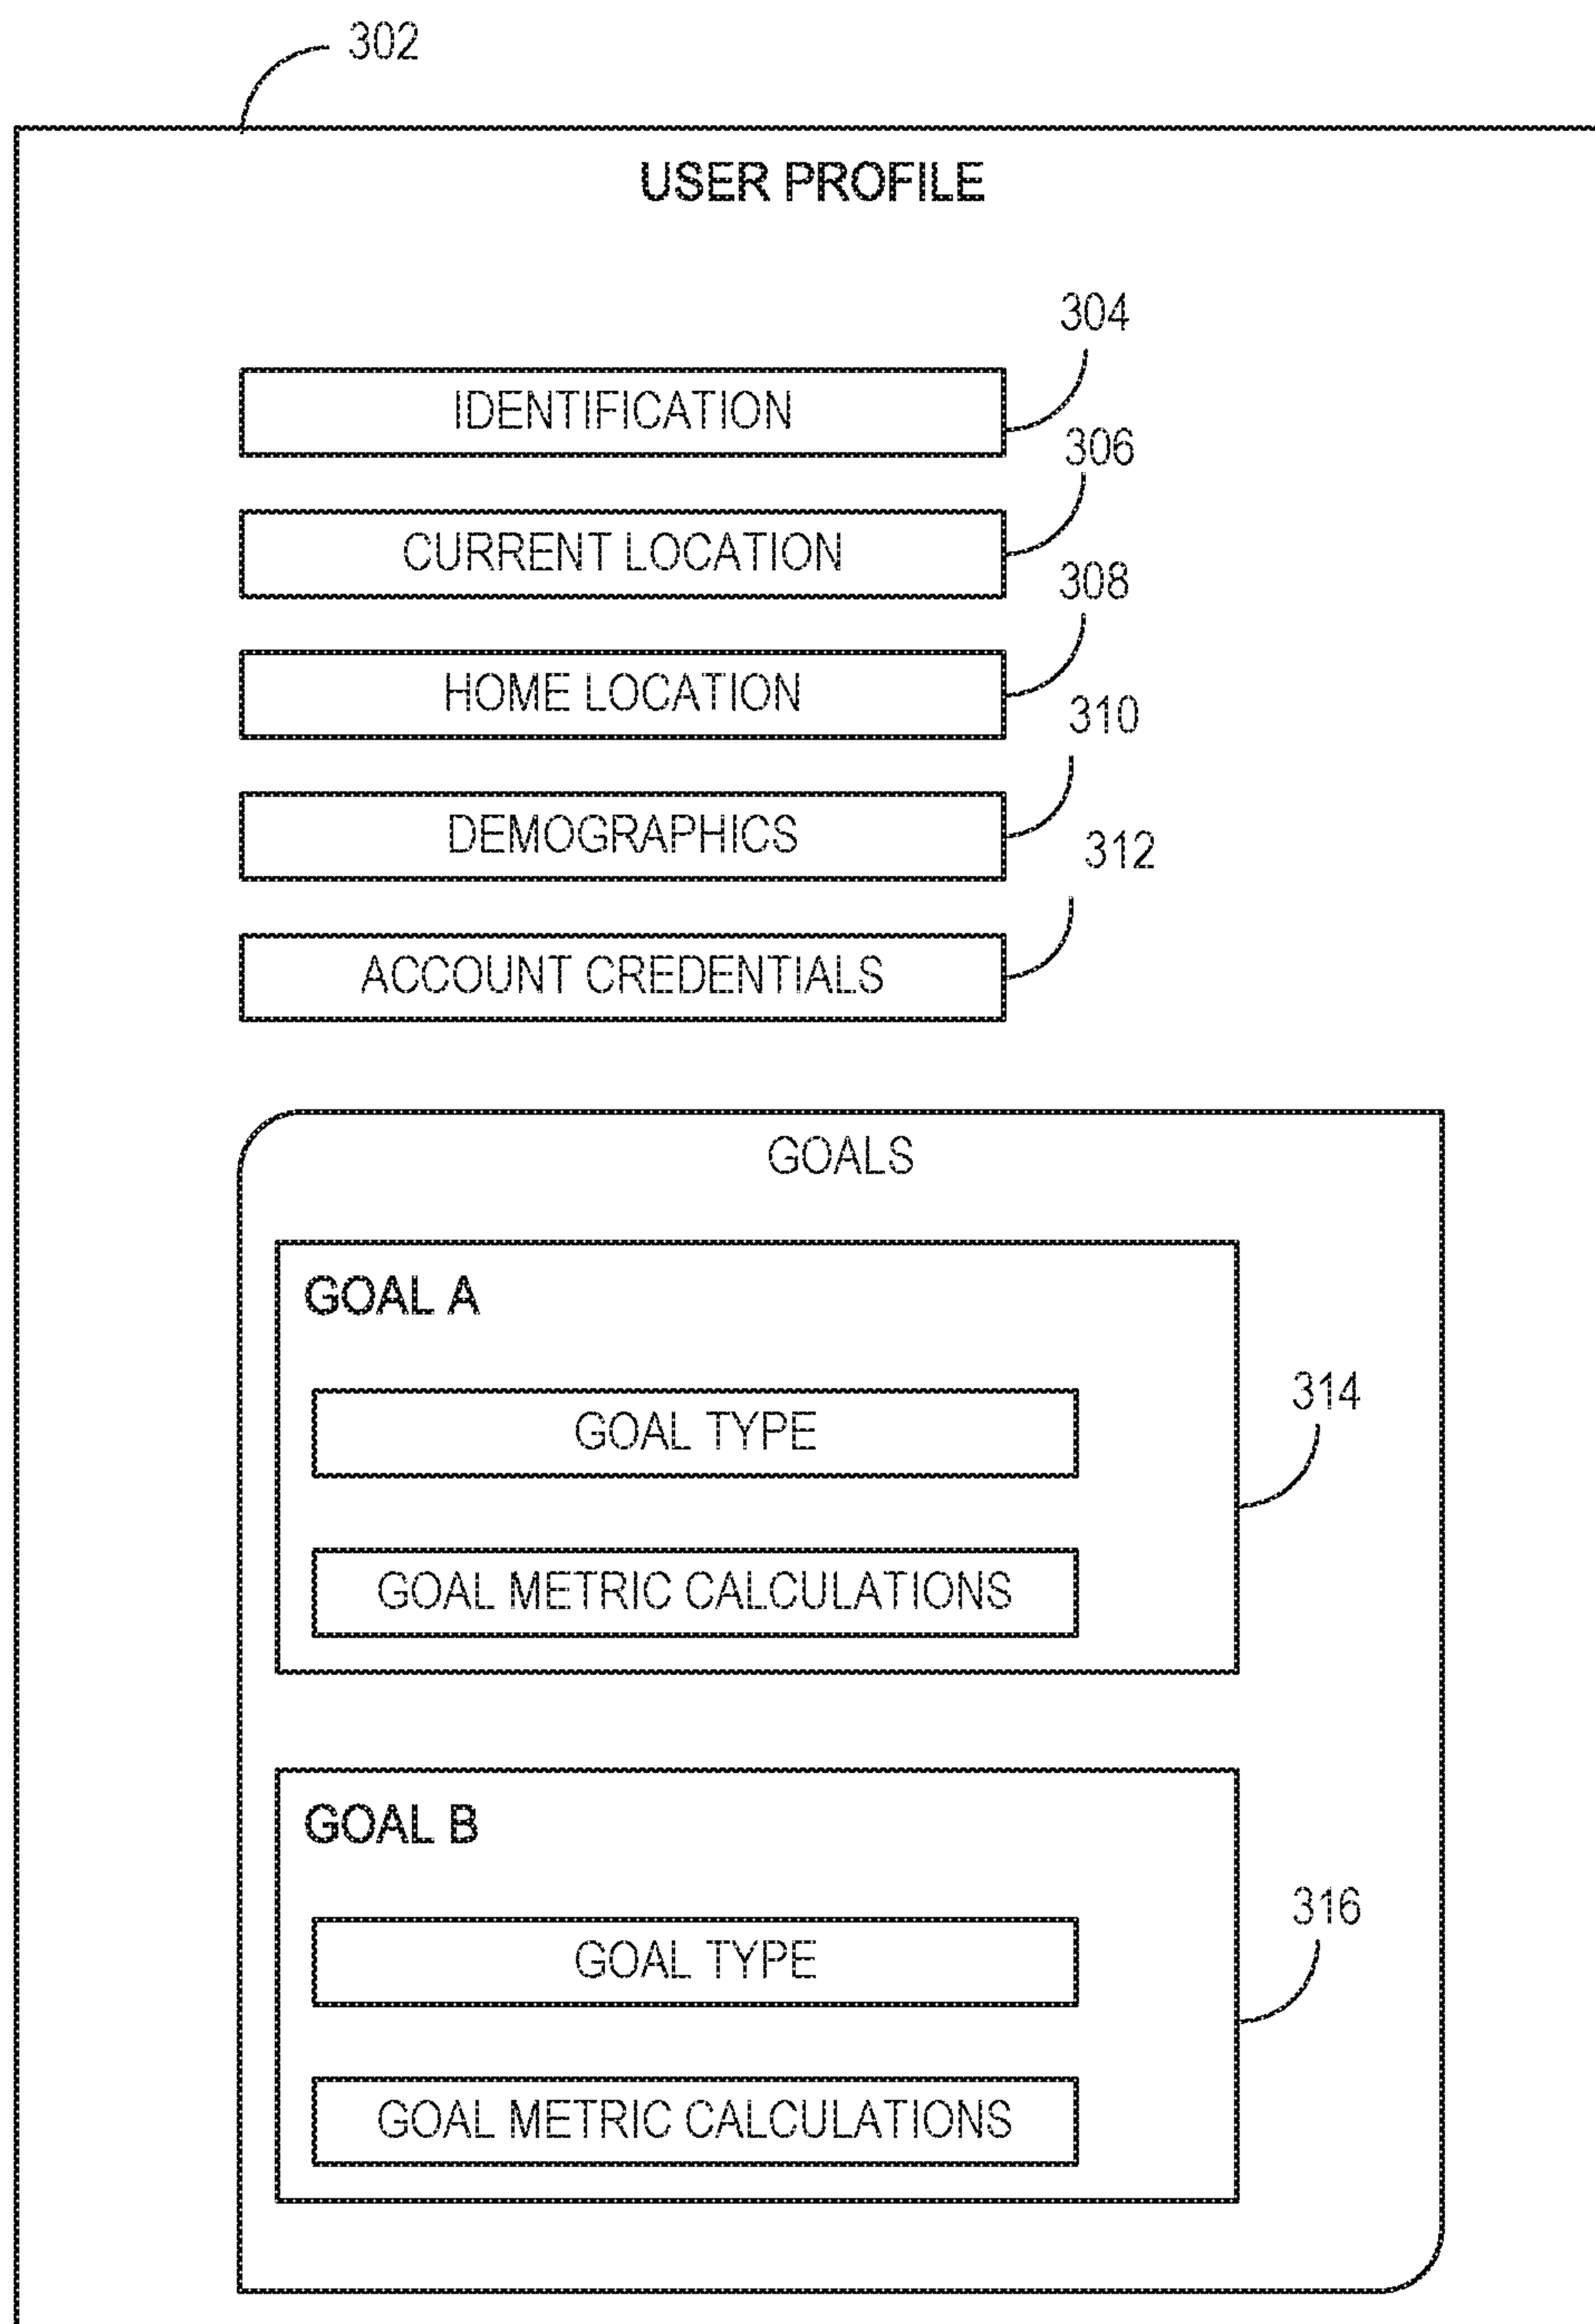 302
USER PROFILE
304
IDENTIFICATION
306
CURRENT LOCATION
308
HOME LOCATION
310
DEMOGRAPHICS
312
ACCOUNT CREDENTIALS
GOALS
GOAL A
314
GOAL TYPE
GOAL METRIC CALCULATIONS
GOAL B
316
GOAL TYPE
GOAL METRIC CALCULATIONS